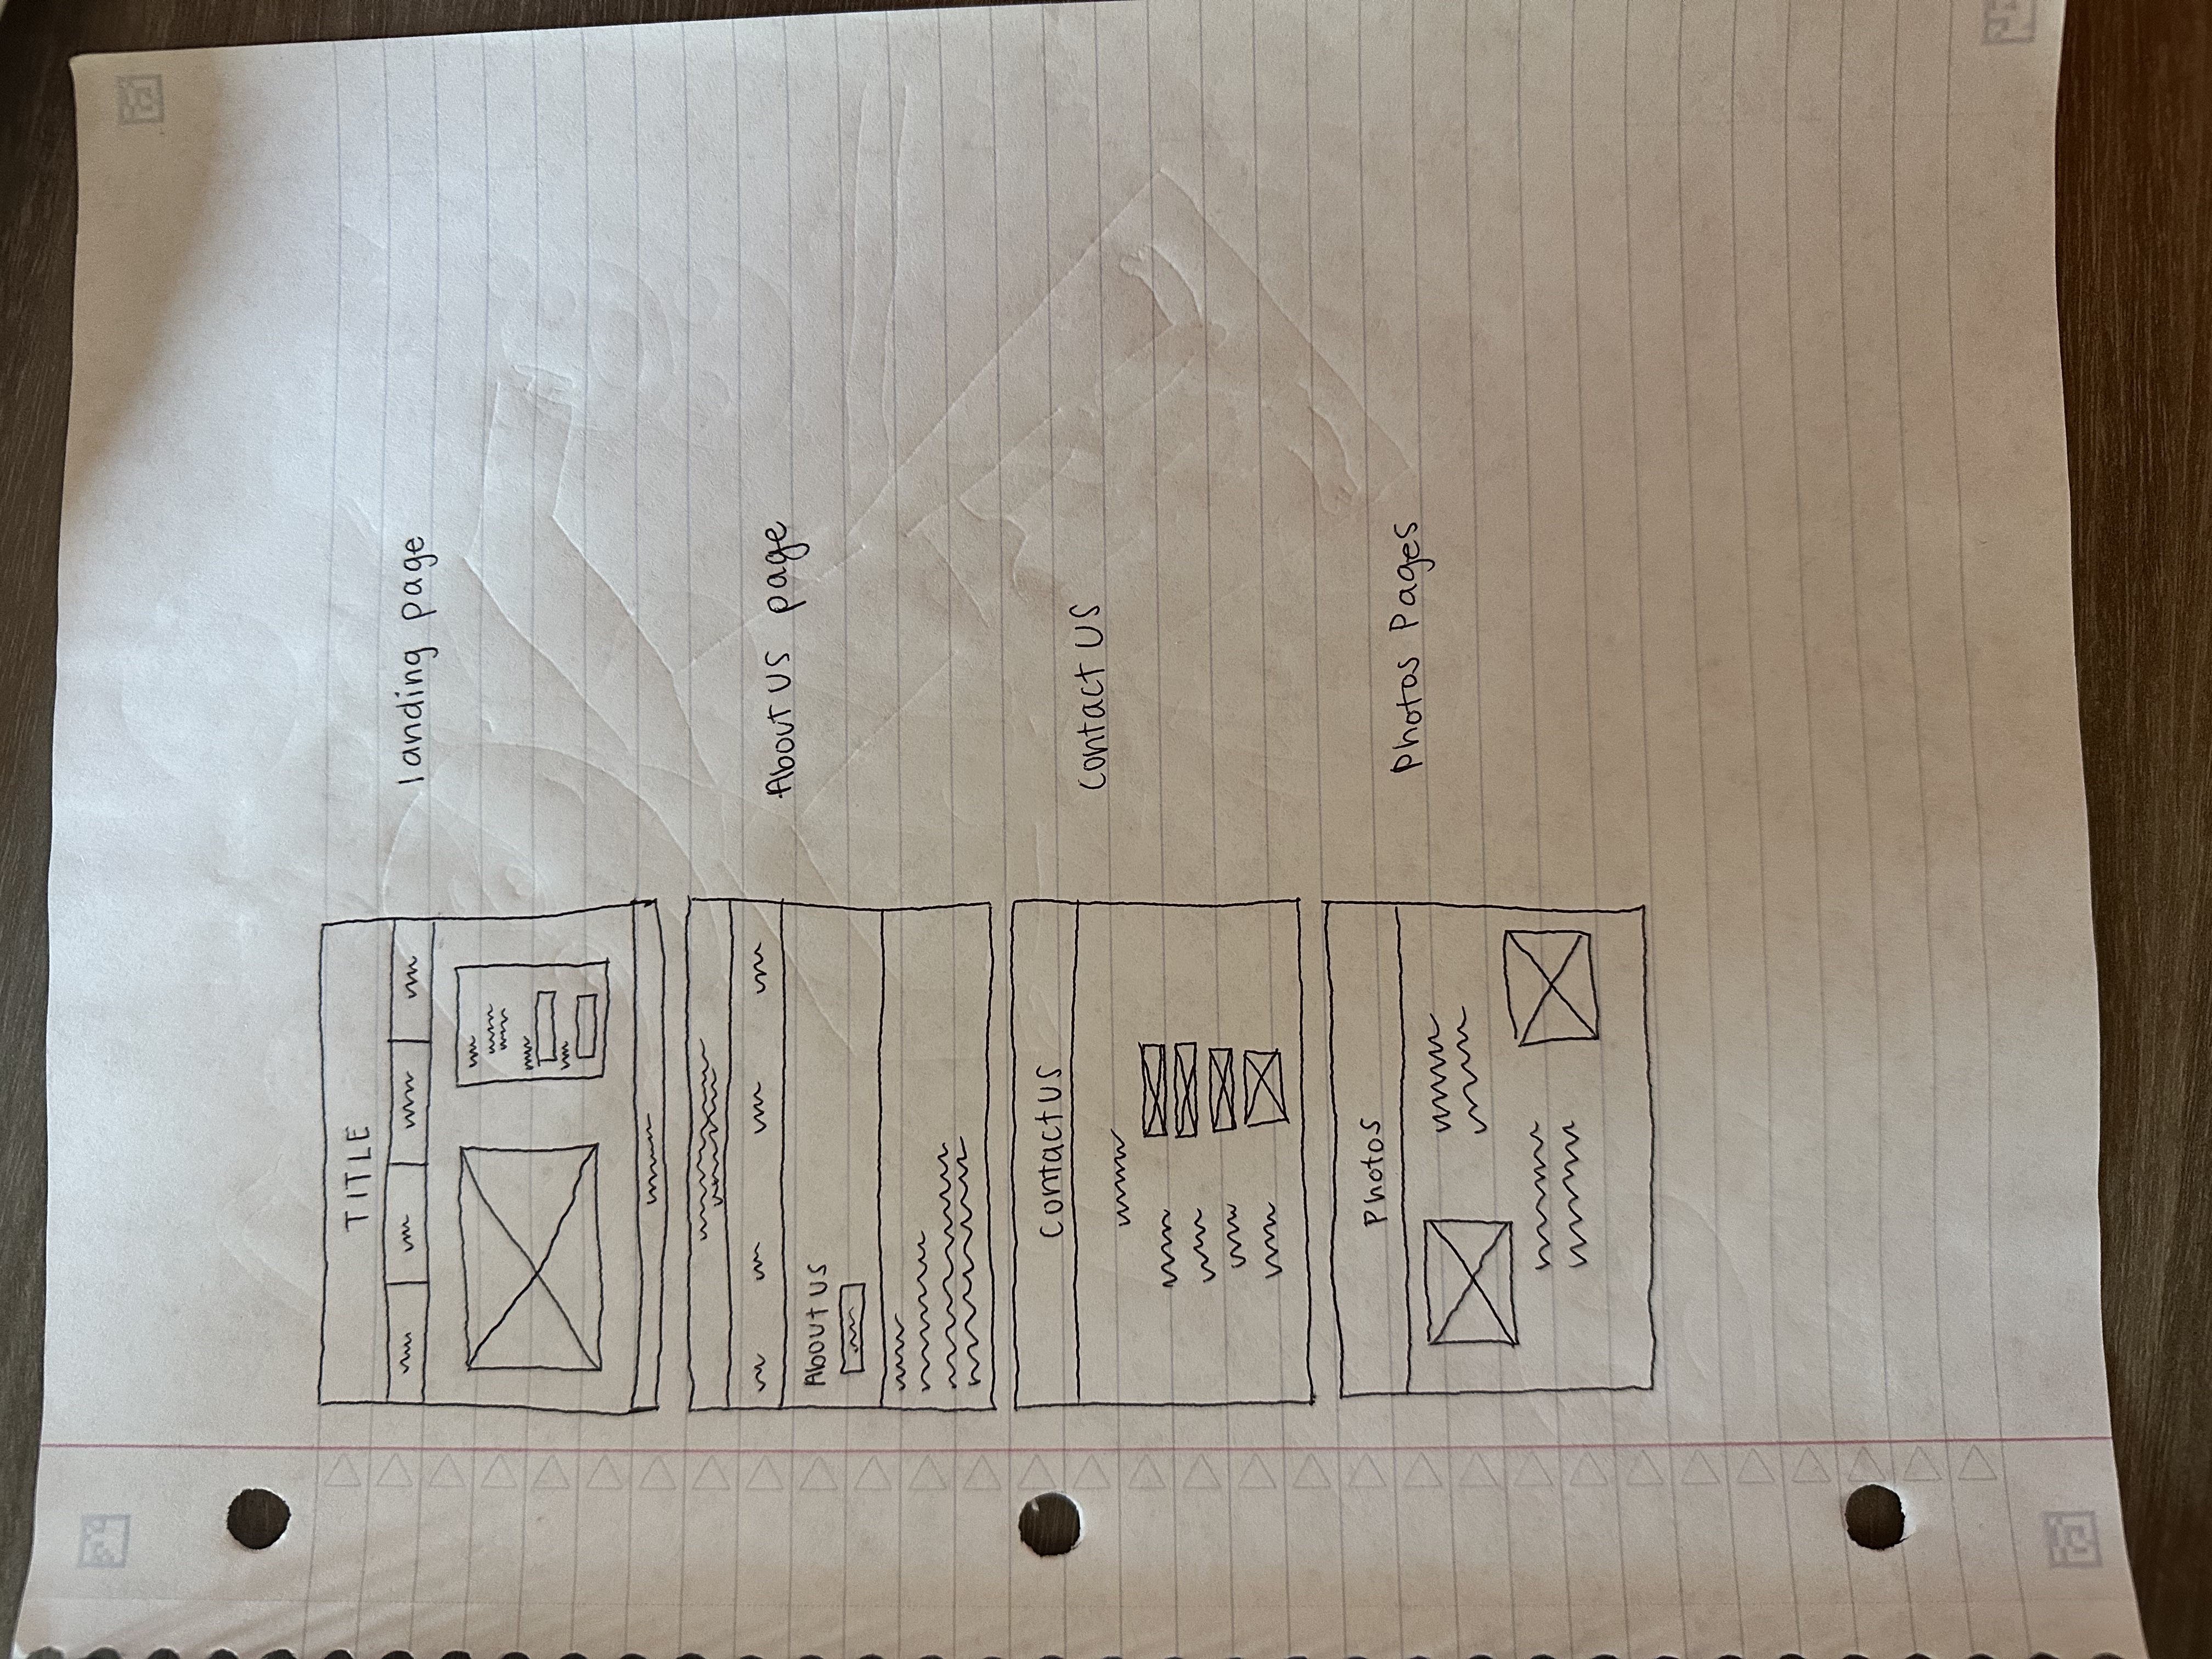 TITLE
landing page
About us page
About us
Contact us
Contact US
Photos
Photos Pages